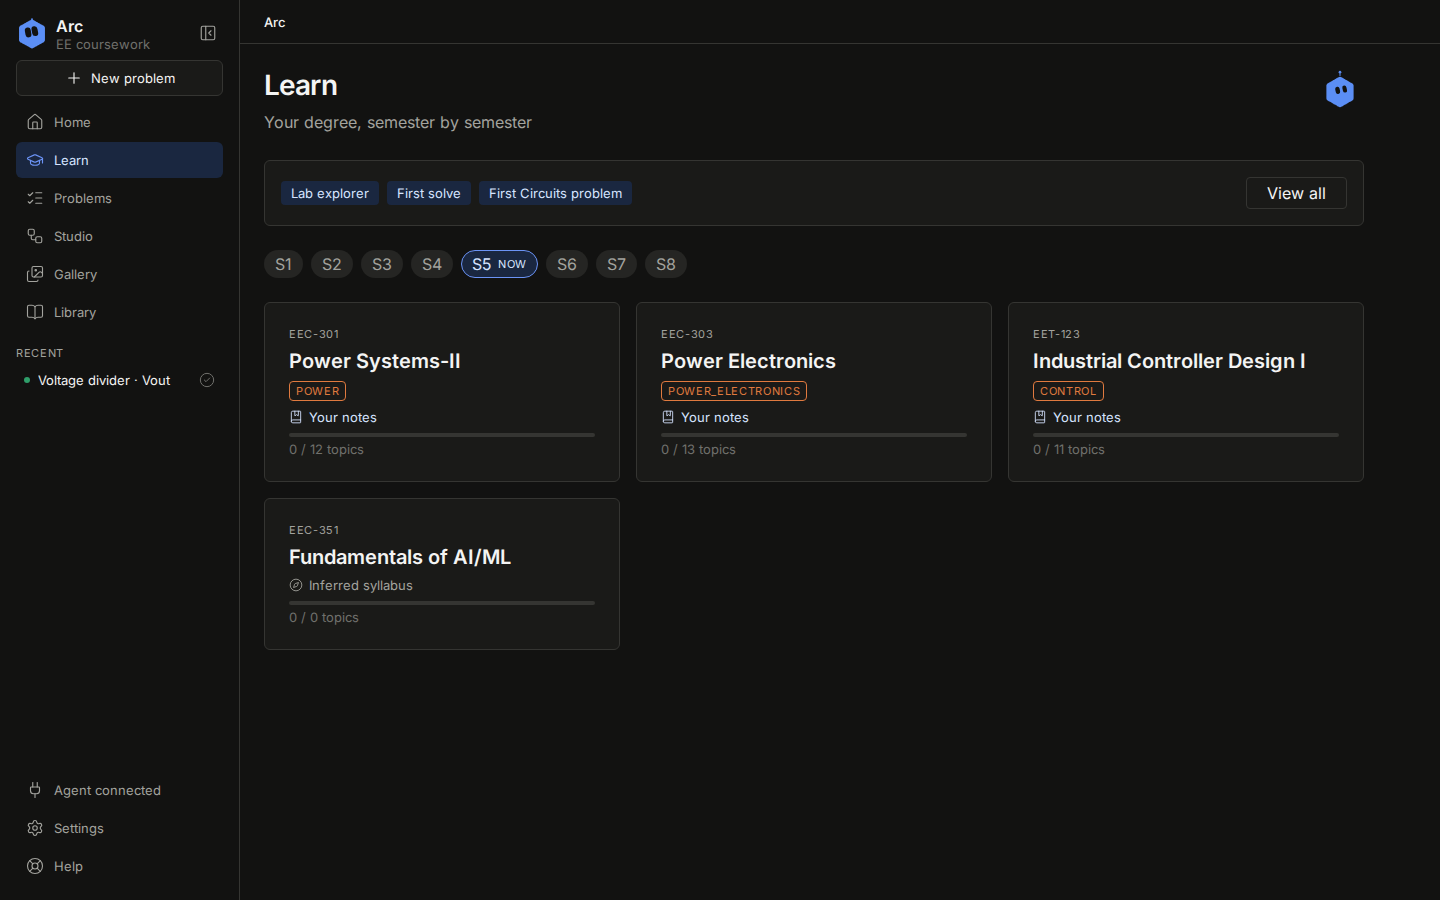 Arc
EE coursework
New problem
Home
Learn
Problems
Studio
Gallery
Library
RECENT
Voltage divider · Vout
Agent connected
Settings
Help
Arc
Learn
Your degree, semester by semester
Lab explorer
First solve
First Circuits problem
View all
S1
S2
S3
S4
S5 NOW
S6
S7
S8
EEC-301
Power Systems-II
POWER
Your notes
0 / 12 topics
EEC-303
Power Electronics
POWER_ELECTRONICS
Your notes
0 / 13 topics
EET-123
Industrial Controller Design I
CONTROL
Your notes
0 / 11 topics
EEC-351
Fundamentals of AI/ML
Inferred syllabus
0 / 0 topics